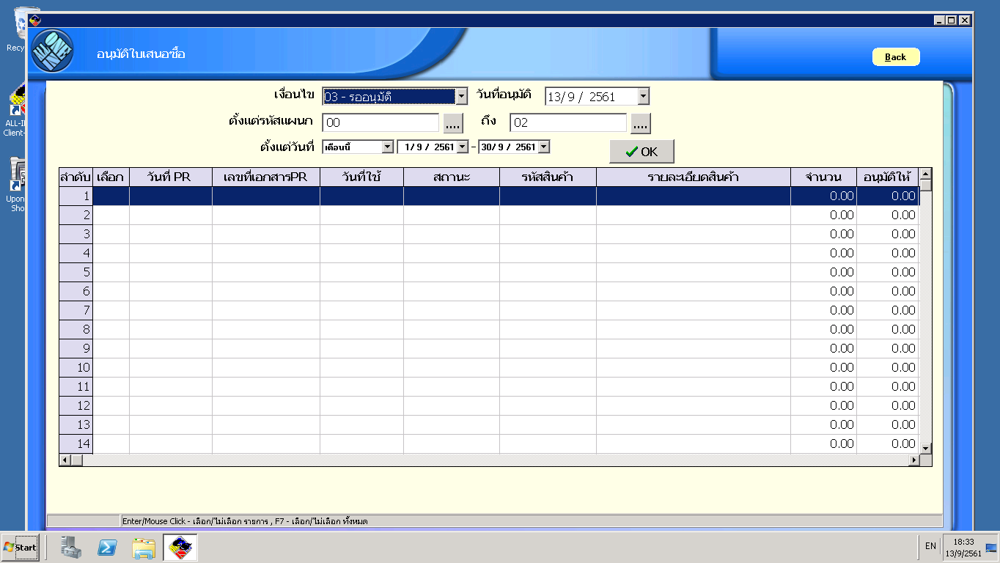 Recy
อนุมัติใบเสนอซื้อ
Back
เงื่อนไข 03 - รออนุมัติ วันที่อนุมัติ 13/ 9 / 2561
ตั้งแต่รหัสแผนก 00 .... ถึง 02 ....
ตั้งแต่วันที่ เดือนนี้ 1/ 9 / 2561 - 30/ 9 / 2561 OK
ALL-I
Client-
Upon
Sho
ลำดับ เลือก วันที่ PR เลขที่เอกสารPR วันที่ใช้ สถานะ รหัสสินค้า รายละเอียดสินค้า จำนวน อนุมัติให้
1 0.00 0.00
2 0.00 0.00
3 0.00 0.00
4 0.00 0.00
5 0.00 0.00
6 0.00 0.00
7 0.00 0.00
8 0.00 0.00
9 0.00 0.00
10 0.00 0.00
11 0.00 0.00
12 0.00 0.00
13 0.00 0.00
14 0.00 0.00
Enter/Mouse Click - เลือก/ไม่เลือก รายการ , F7 - เลือก/ไม่เลือก ทั้งหมด
Start EN 18:33
13/9/2561